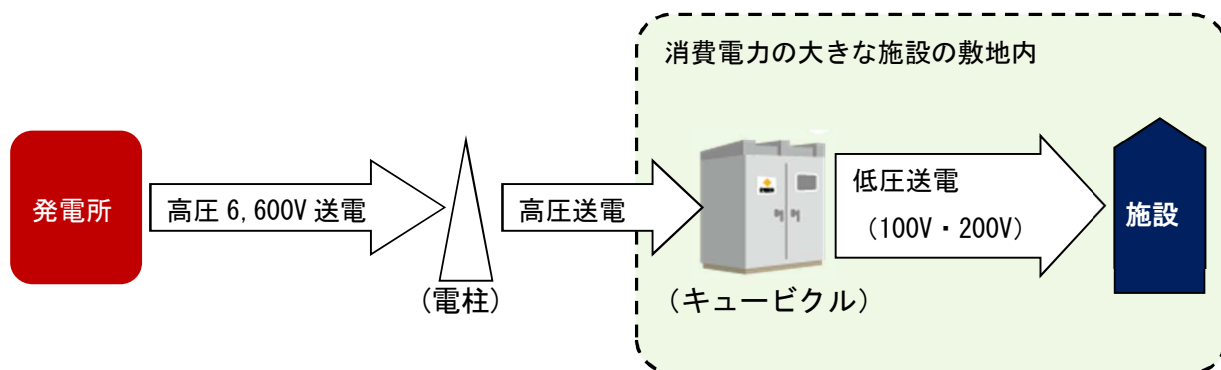 消費電力の大きな施設の敷地内
発電所
高圧 6,600V 送電
(電柱)
高圧送電
(キュービクル)
低圧送電
(100V・200V)
施設